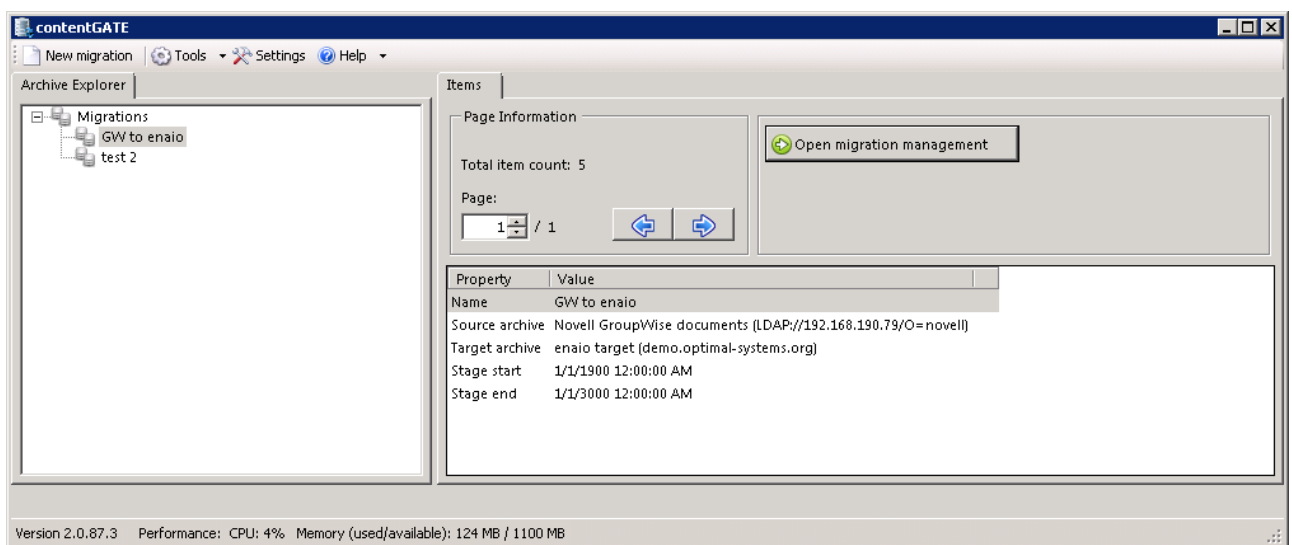 contentGATE
New migration Tools Settings Help
Archive Explorer
Migrations
GW to enaio
test 2
Items
Page Information
Total item count: 5
Page:
1 / 1
Open migration management
Property Value
Name GW to enaio
Source archive Novell GroupWise documents (LDAP://192.168.190.79/O=novell)
Target archive enaio target (demo.optimal-systems.org)
Stage start 1/1/1900 12:00:00 AM
Stage end 1/1/3000 12:00:00 AM
Version 2.0.87.3 Performance: CPU: 4% Memory (used/available): 124 MB / 1100 MB